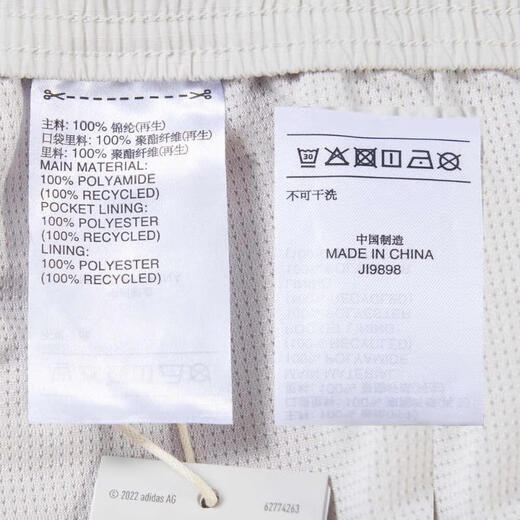 主料: 100% 锦纶(再生)
口袋里料: 100% 聚酯纤维(再生)
里料: 100% 聚酯纤维(再生)
MAIN MATERIAL:
100% POLYAMIDE
(100% RECYCLED)
POCKET LINING:
100% POLYESTER
(100% RECYCLED)
LINING:
100% POLYESTER
(100% RECYCLED)
30
不可干洗
中国制造
MADE IN CHINA
JI9898
© 2022 adidas AG
62774263